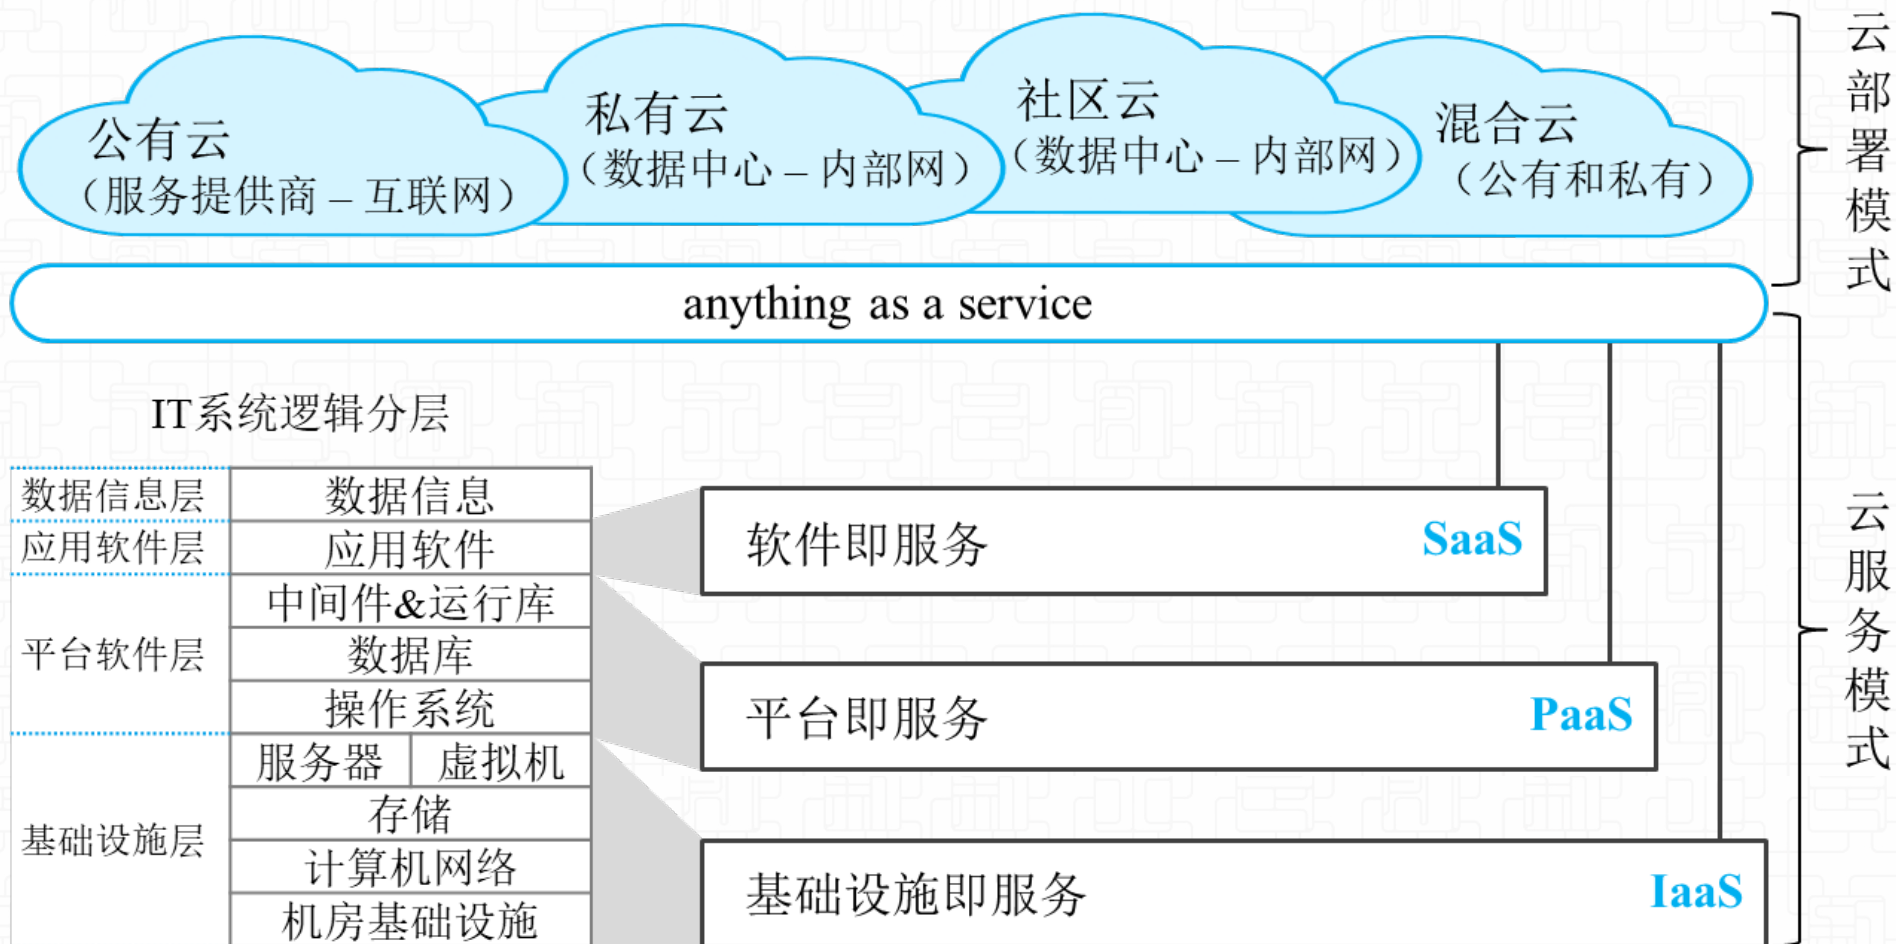 公有云
（服务提供商 – 互联网）
私有云
（数据中心 – 内部网）
社区云
（数据中心 – 内部网）
混合云
（公有和私有）
云部署模式
anything as a service
IT系统逻辑分层
数据信息层
数据信息
应用软件层
应用软件
平台软件层
中间件&运行库
数据库
操作系统
基础设施层
服务器
虚拟机
存储
计算机网络
机房基础设施
软件即服务 SaaS
平台即服务 PaaS
基础设施即服务 IaaS
云服务模式